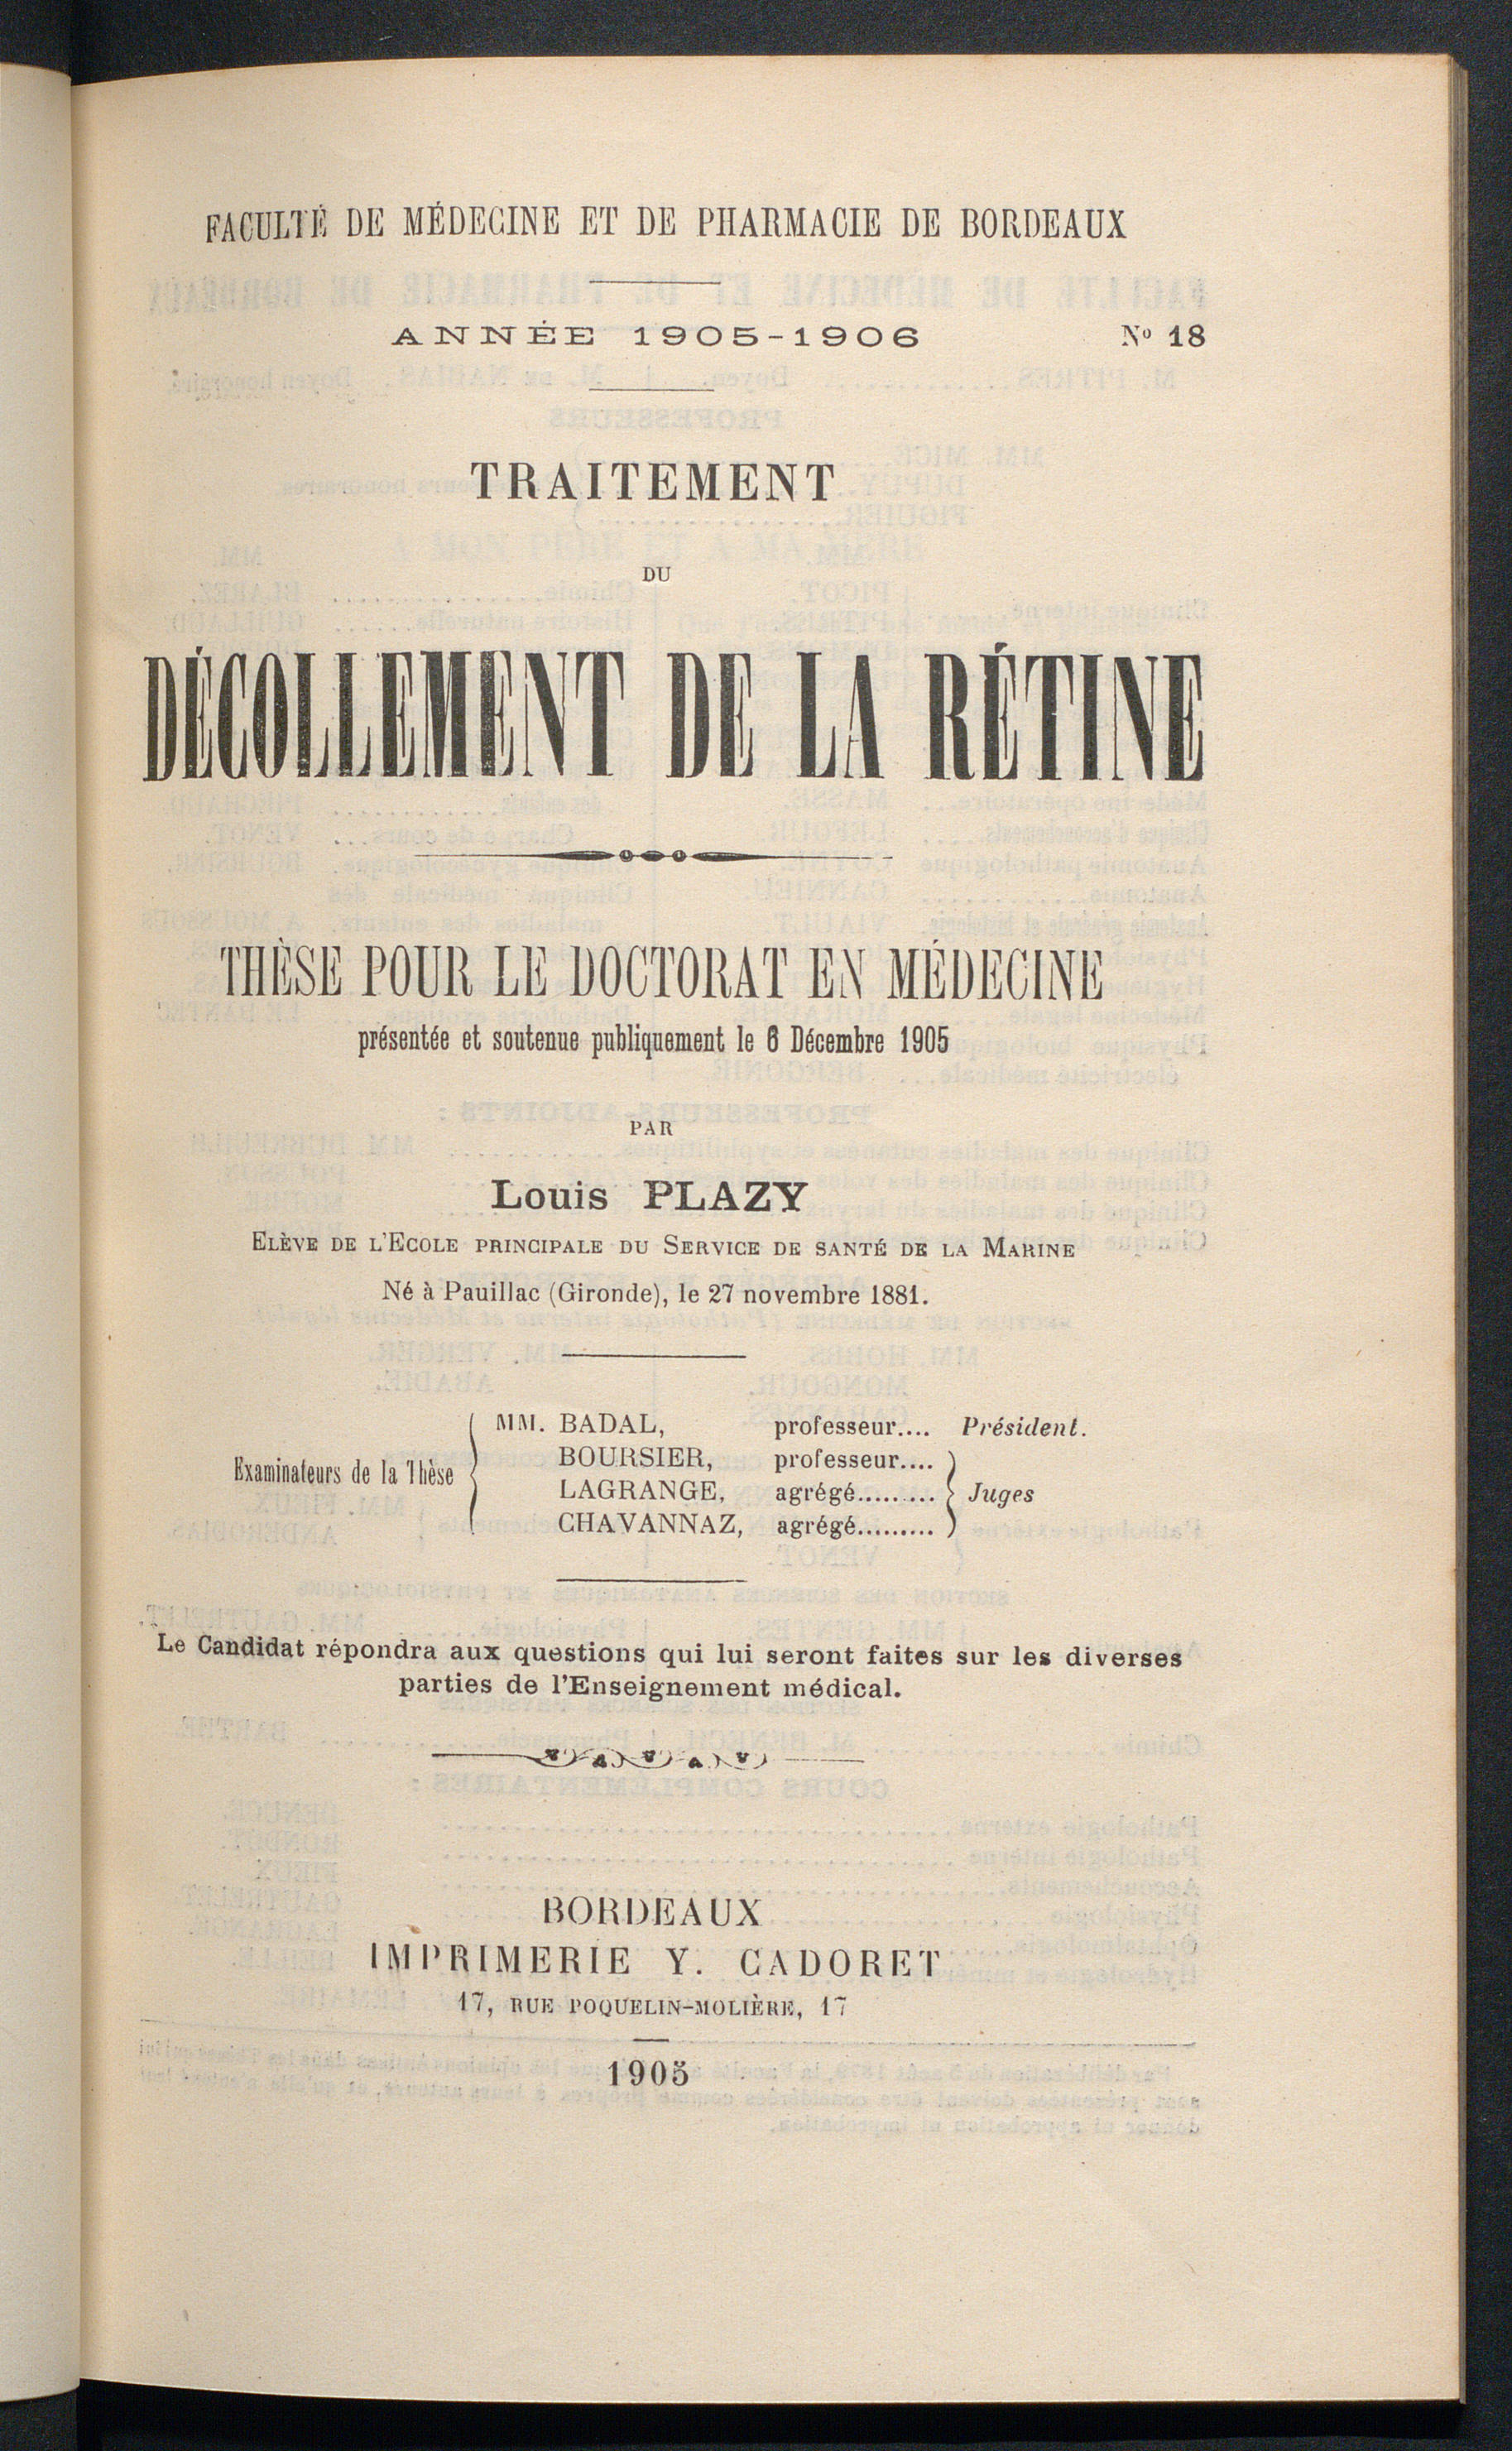 FACULTÉ DE MÉDECINE ET DE PHARMACIE DE BORDEAUX
ANNÉE 1905-1906 No 18
TRAITEMENT
DU
DÉCOLLEMENT DE LA RÉTINE
THÈSE POUR LE DOCTORAT EN MÉDECINE
présentée et soutenue publiquement le 6 Décembre 1905
PAR
Louis PLAZY
ELÈVE DE L'ECOLE PRINCIPALE DU SERVICE DE SANTÉ DE LA MARINE
Né à Pauillac (Gironde), le 27 novembre 1881.
Examinateurs de la Thèse
MM. BADAL, professeur.... Président.
BOURSIER, professeur....
LAGRANGE, agrégé......... Juges
CHAVANNAZ, agrégé.........
Le Candidat répondra aux questions qui lui seront faites sur les diverses
parties de l'Enseignement médical.
BORDEAUX
IMPRIMERIE Y. CADORET
17, RUE POQUELIN-MOLIÈRE, 17
1905